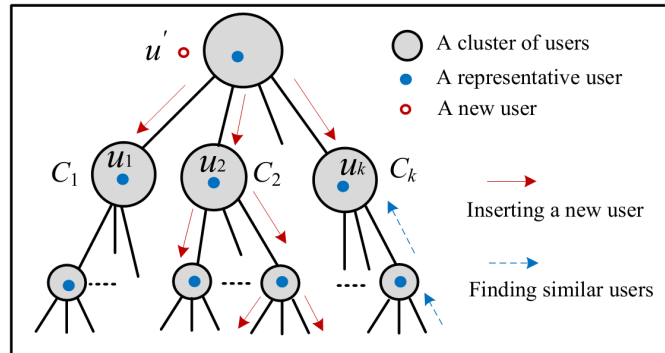 u'
A cluster of users
A representative user
A new user
C1 u1 u2 C2 uk Ck
Inserting a new user
Finding similar users